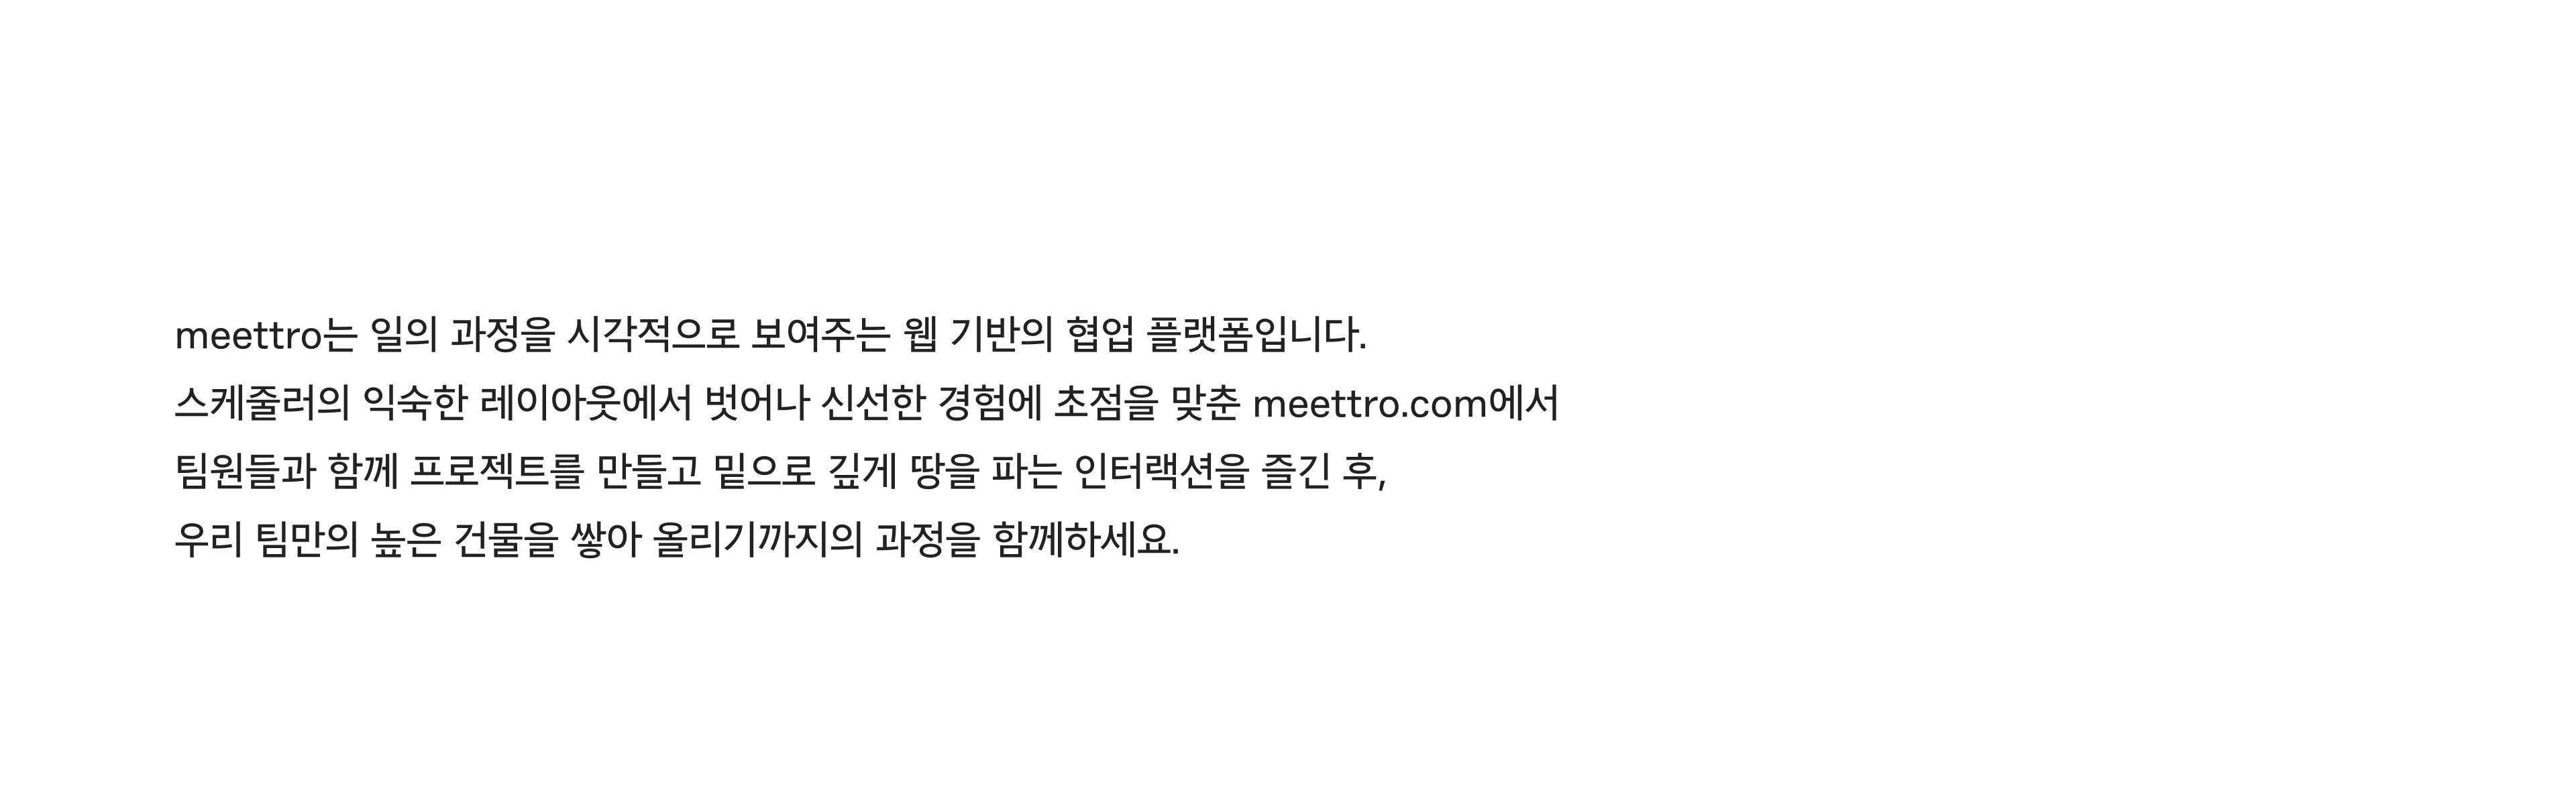 meettro는 일의 과정을 시각적으로 보여주는 웹 기반의 협업 플랫폼입니다.
스케줄러의 익숙한 레이아웃에서 벗어나 신선한 경험에 초점을 맞춘 meettro.com에서
팀원들과 함께 프로젝트를 만들고 밑으로 깊게 땅을 파는 인터랙션을 즐긴 후,
우리 팀만의 높은 건물을 쌓아 올리기까지의 과정을 함께하세요.